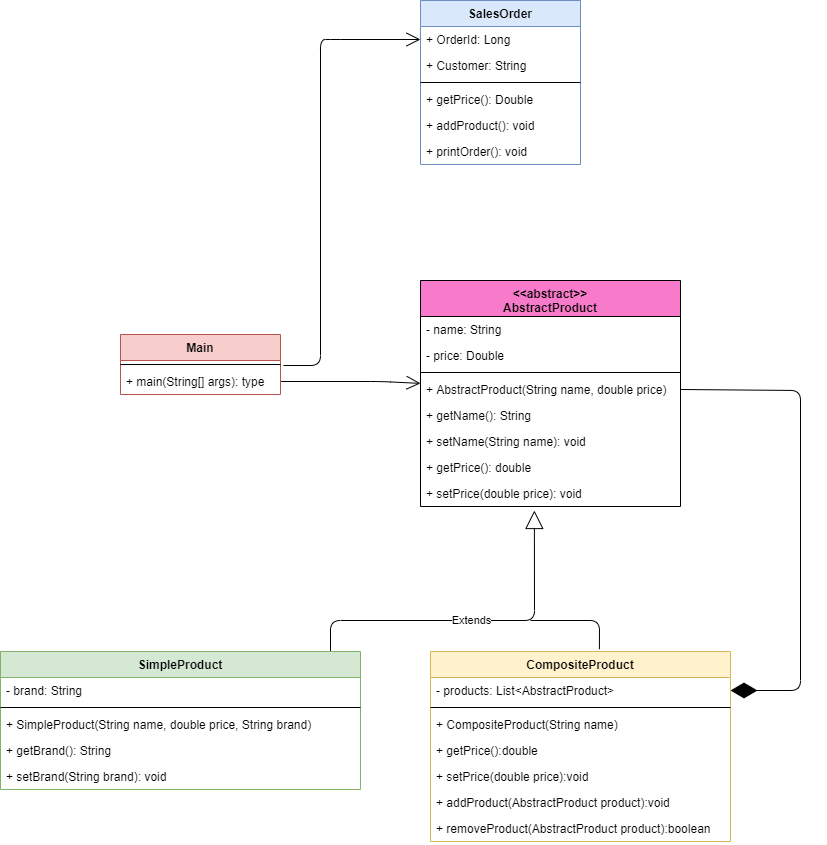 SalesOrder
+ OrderId: Long
+ Customer: String
+ getPrice(): Double
+ addProduct(): void
+ printOrder(): void
<<abstract>>
AbstractProduct
- name: String
- price: Double
+ AbstractProduct(String name, double price)
+ getName(): String
+ setName(String name): void
+ getPrice(): double
+ setPrice(double price): void
Main
+ main(String[] args): type
Extends
SimpleProduct
- brand: String
+ SimpleProduct(String name, double price, String brand)
+ getBrand(): String
+ setBrand(String brand): void
CompositeProduct
- products: List<AbstractProduct>
+ CompositeProduct(String name)
+ getPrice():double
+ setPrice(double price):void
+ addProduct(AbstractProduct product):void
+ removeProduct(AbstractProduct product):boolean